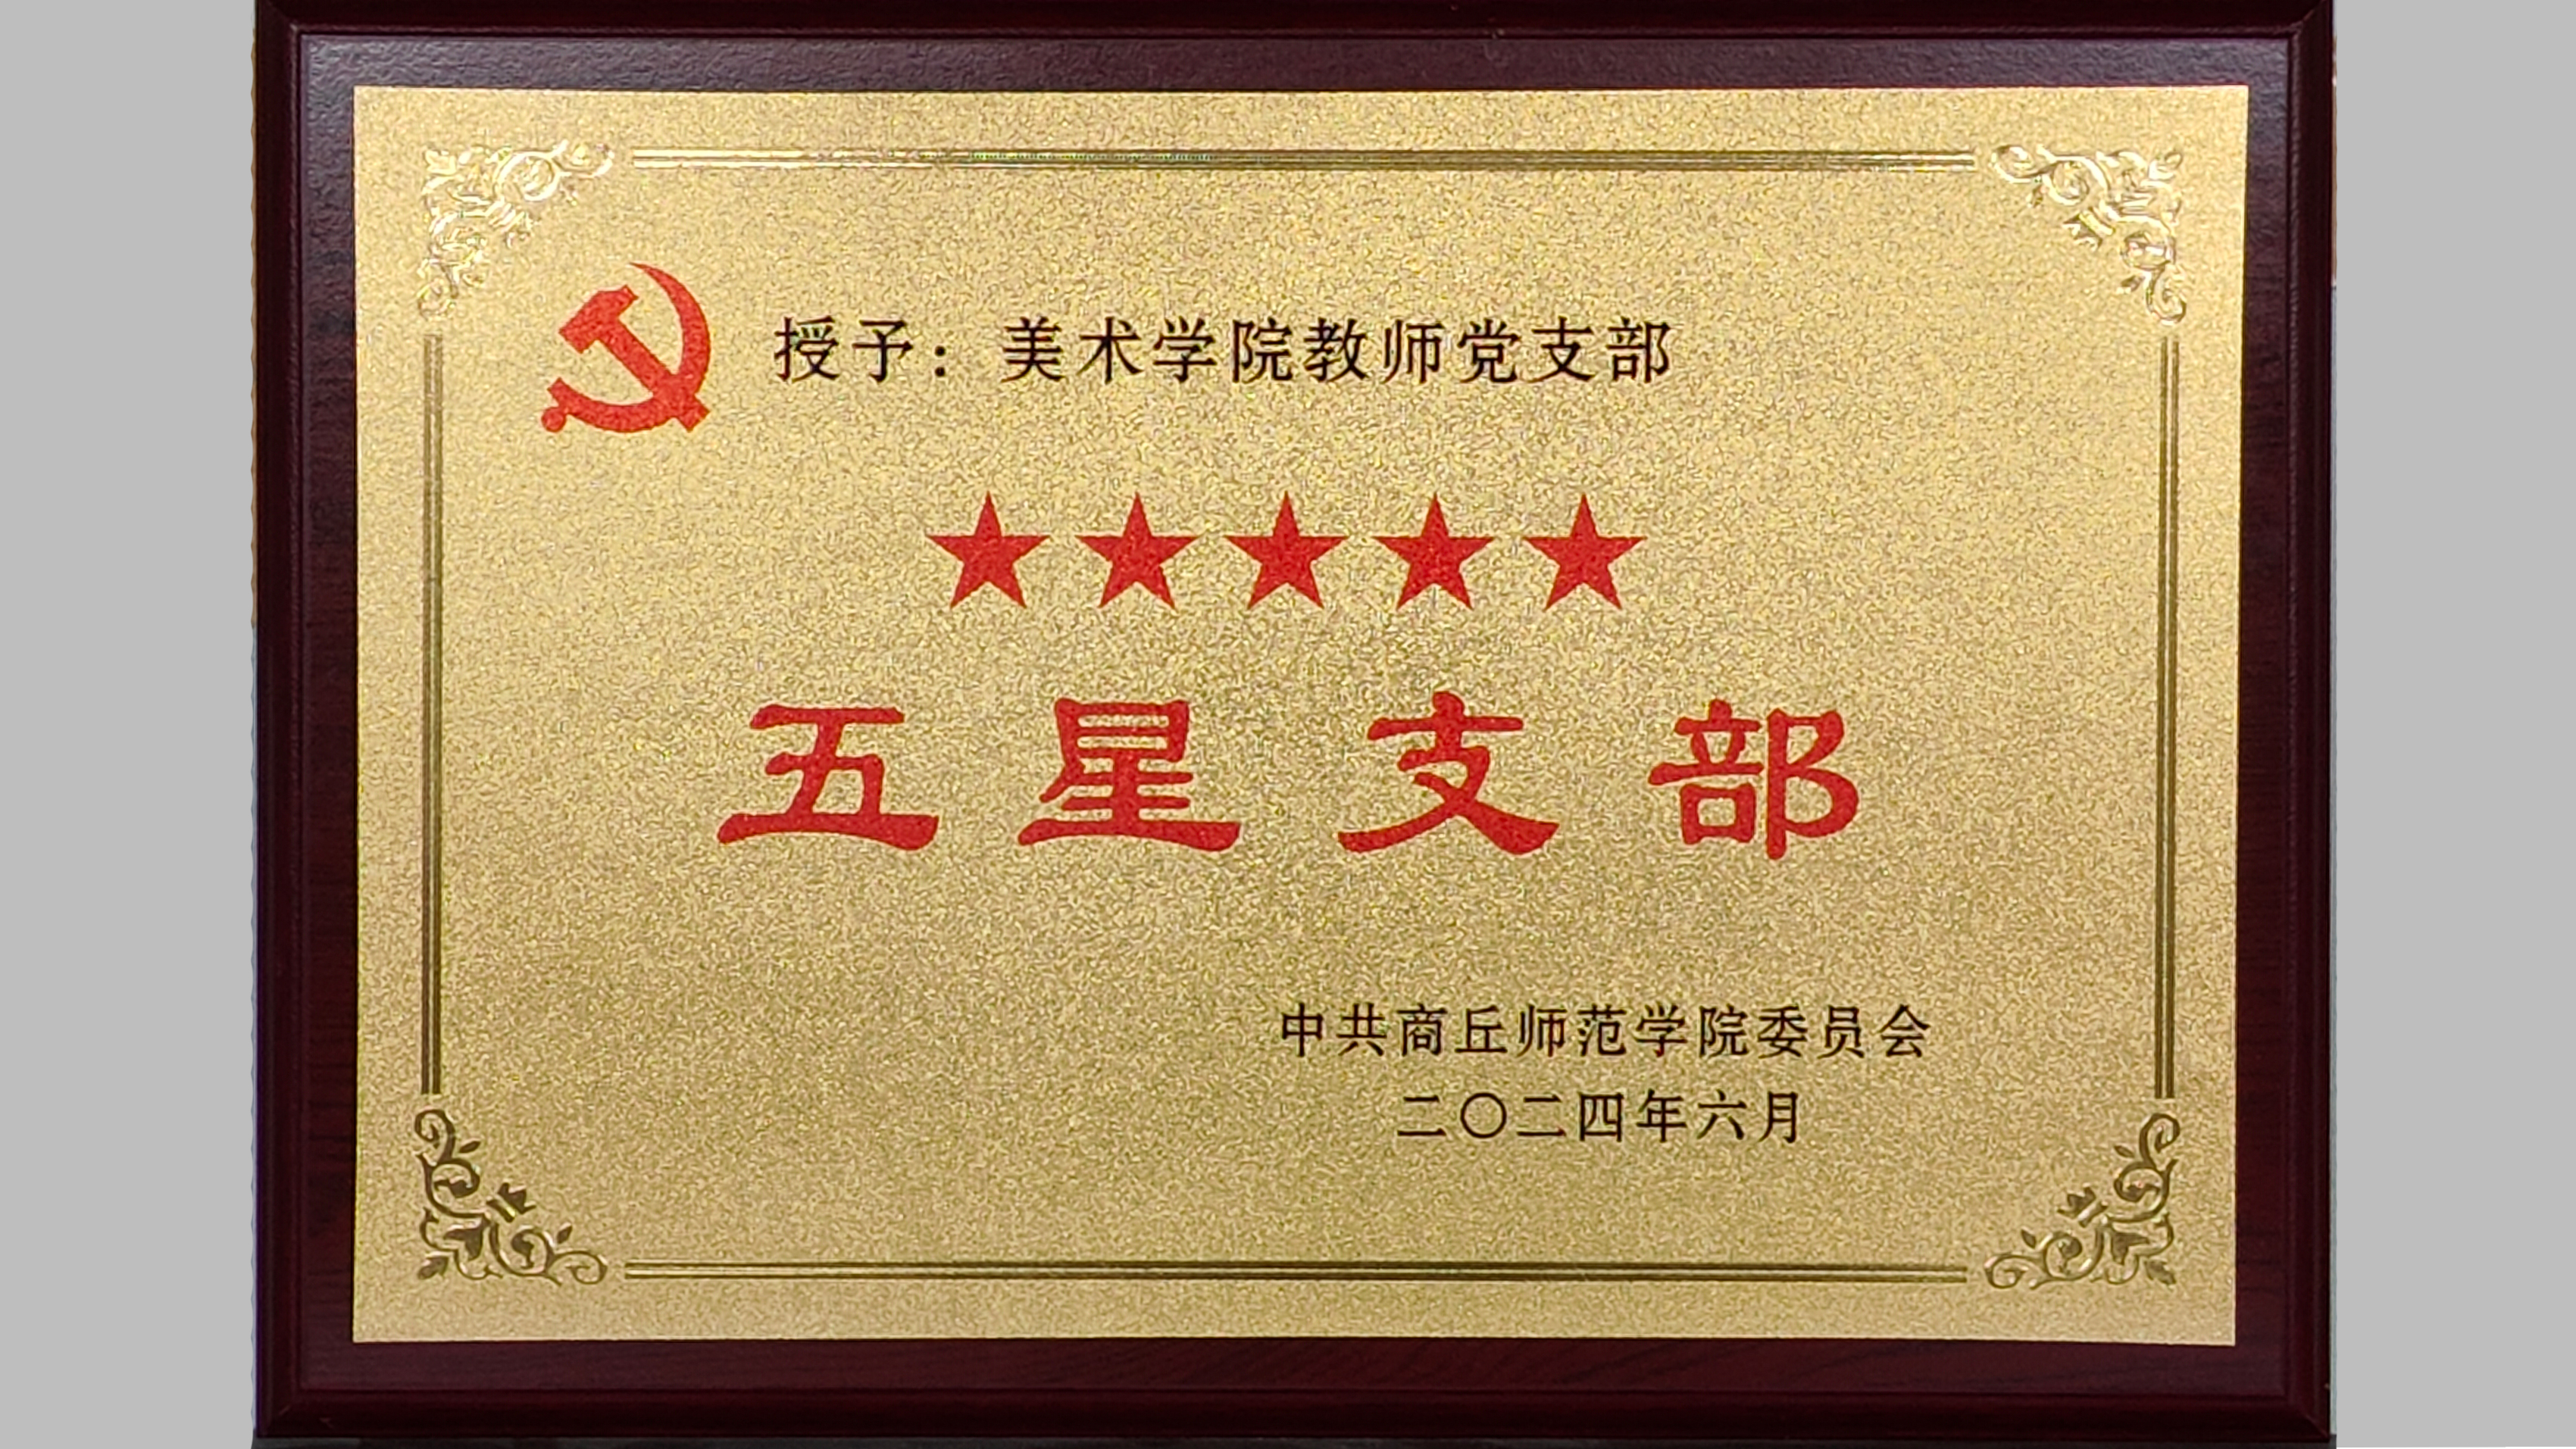 授予：美术学院教师党支部
五星支部
中共商丘师范学院委员会
二〇二四年六月